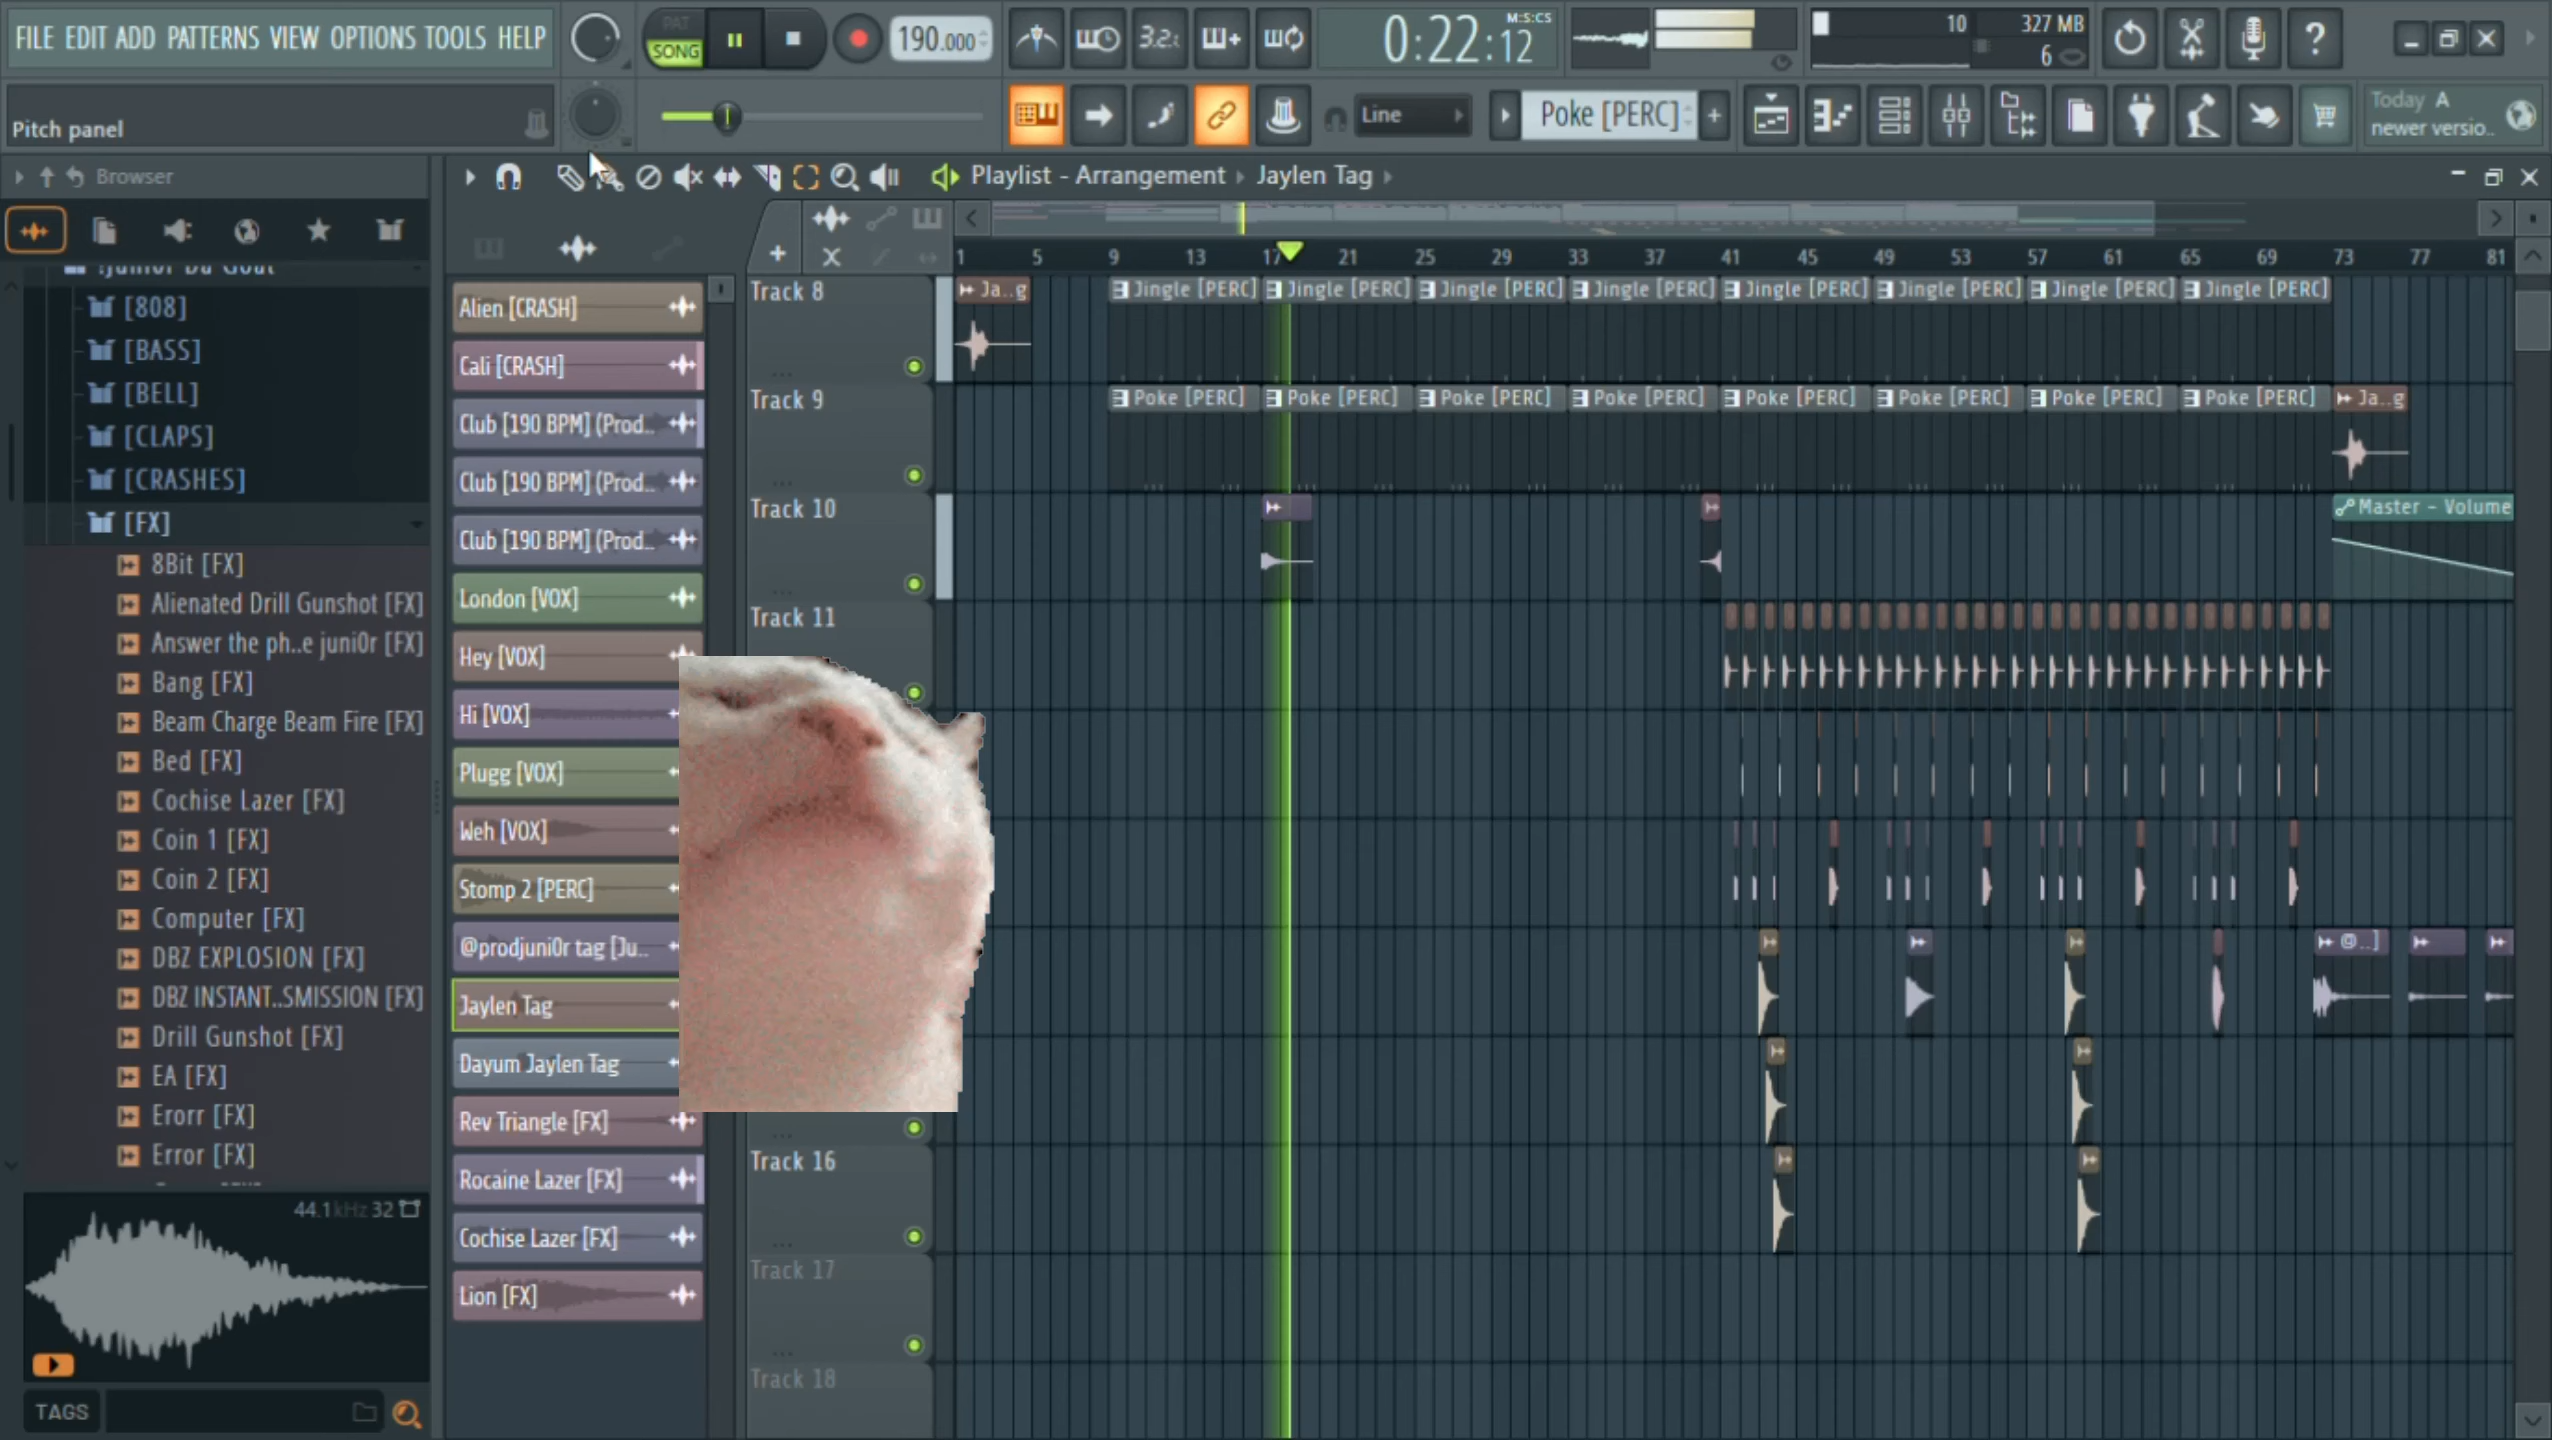 FILE EDIT ADD PATTERNS VIEW OPTIONS TOOLS HELP
PAT
SONG
190.000
3.2.
M:S:CS
0:22:12
10
327 MB
6
?
Pitch panel
Line
Poke [PERC]
+
Today A
newer versio..
Browser
Playlist - Arrangement
Jaylen Tag
!juni0r Da Goat
[808]
[BASS]
[BELL]
[CLAPS]
[CRASHES]
[FX]
8Bit [FX]
Alienated Drill Gunshot [FX]
Answer the ph..e juni0r [FX]
Bang [FX]
Beam Charge Beam Fire [FX]
Bed [FX]
Cochise Lazer [FX]
Coin 1 [FX]
Coin 2 [FX]
Computer [FX]
DBZ EXPLOSION [FX]
DBZ INSTANT..SMISSION [FX]
Drill Gunshot [FX]
EA [FX]
Erorr [FX]
Error [FX]
44.1kHz 32
TAGS
Alien [CRASH]
Cali [CRASH]
Club [190 BPM] (Prod..
Club [190 BPM] (Prod..
Club [190 BPM] (Prod..
London [VOX]
Hey [VOX]
Hi [VOX]
Plugg [VOX]
Weh [VOX]
Stomp 2 [PERC]
@prodjuni0r tag [Ju..
Jaylen Tag
Dayum Jaylen Tag
Rev Triangle [FX]
Rocaine Lazer [FX]
Cochise Lazer [FX]
Lion [FX]
1 5 9 13 17 21 25 29 33 37 41 45 49 53 57 61 65 69 73 77 81
Track 8
Ja..g
Jingle [PERC] Jingle [PERC] Jingle [PERC] Jingle [PERC] Jingle [PERC] Jingle [PERC] Jingle [PERC] Jingle [PERC]
Track 9
Poke [PERC] Poke [PERC] Poke [PERC] Poke [PERC] Poke [PERC] Poke [PERC] Poke [PERC] Poke [PERC]
Ja..g
Track 10
Master - Volume
Track 11
@..]
Track 16
Track 17
Track 18